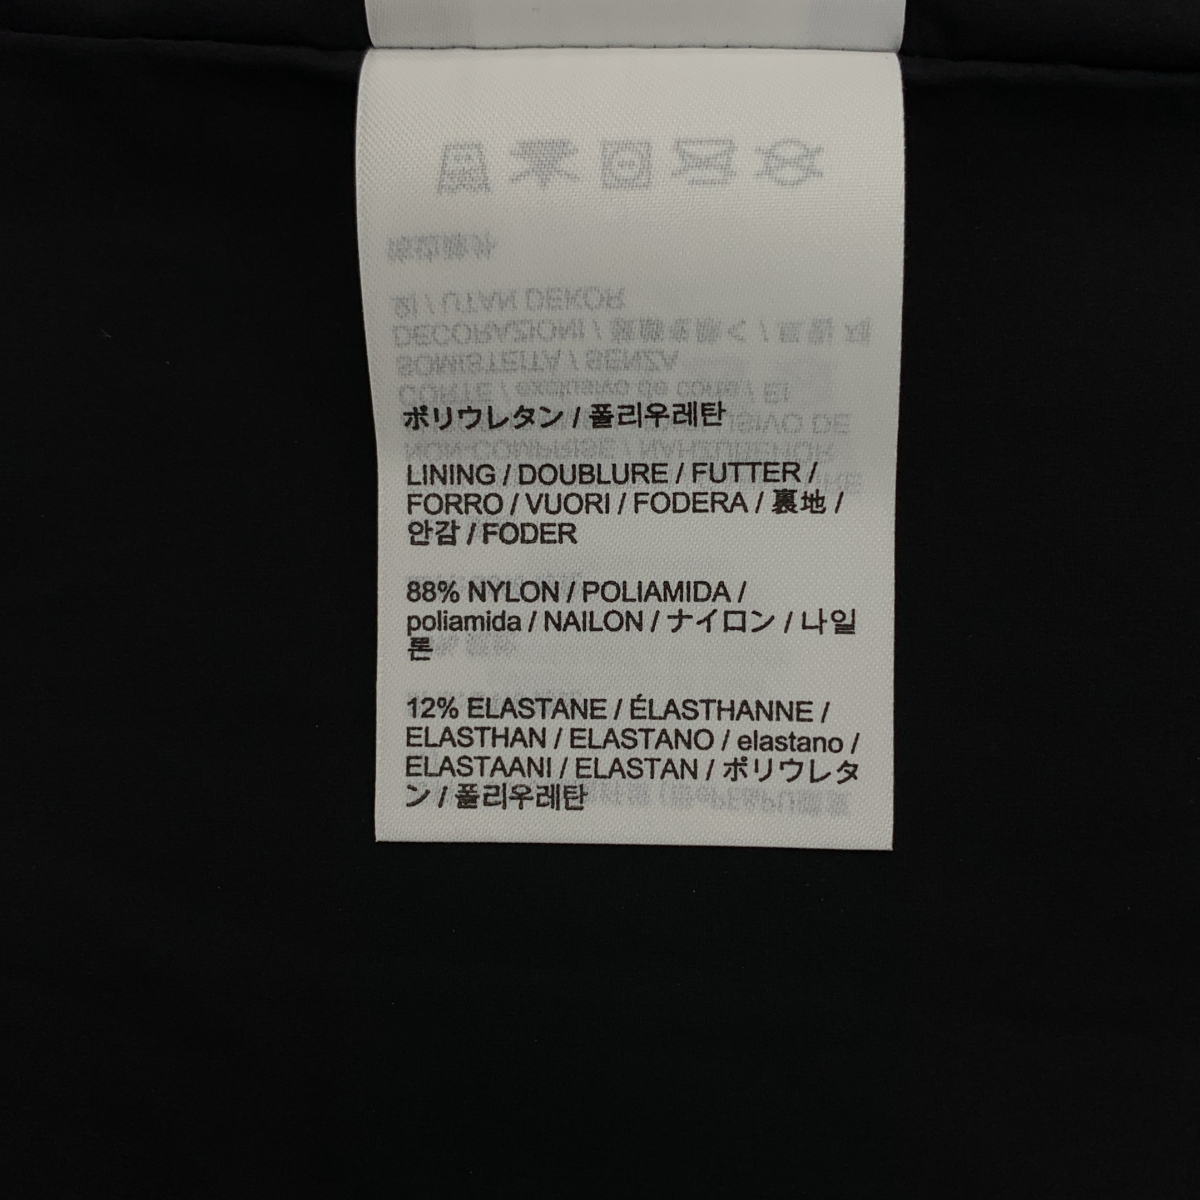 ポリウレタン / 폴리우레탄
LINING / DOUBLURE / FUTTER /
FORRO / VUORI / FODERA / 裏地 /
안감 / FODER
88% NYLON / POLIAMIDA /
poliamida / NAILON / ナイロン / 나일
론
12% ELASTANE / ÉLASTHANNE /
ELASTHAN / ELASTANO / elastano /
ELASTAANI / ELASTAN / ポリウレタ
ン / 폴리우레탄